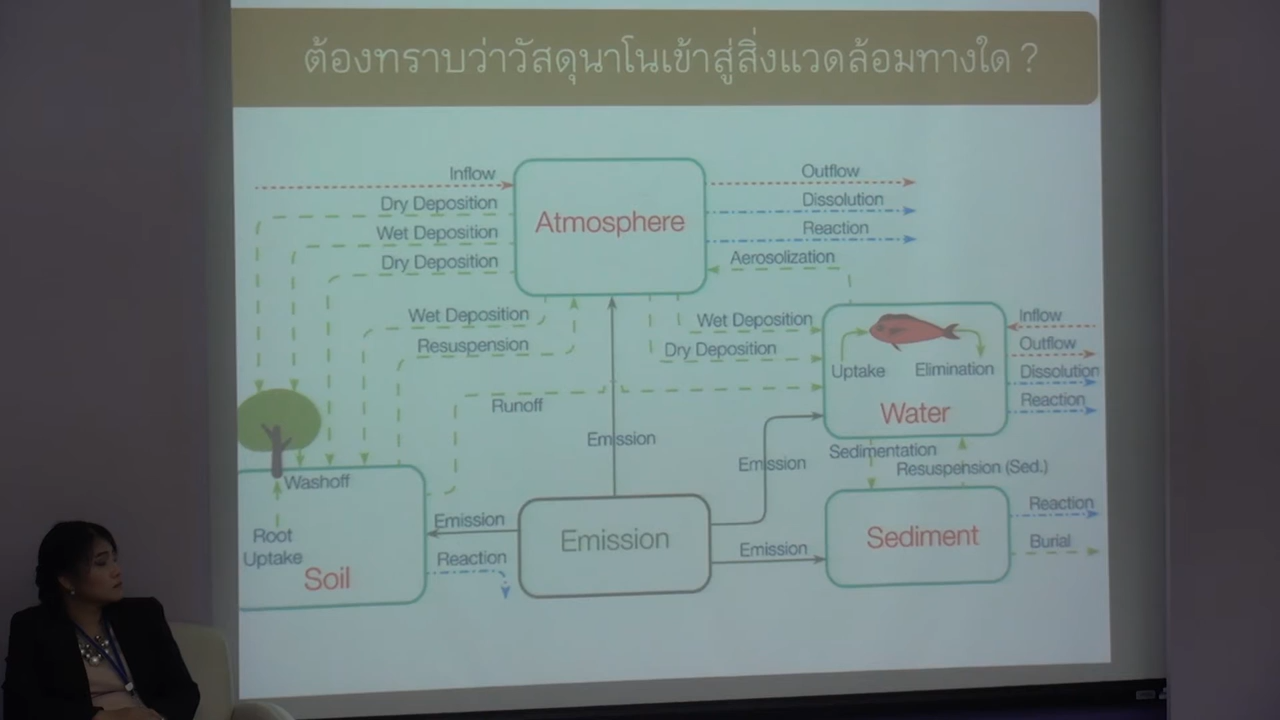 ต้องทราบว่าวัสดุนาโนเข้าสู่สิ่งแวดล้อมทางใด ?
Inflow
Dry Deposition
Wet Deposition
Dry Deposition
Atmosphere
Outflow
Dissolution
Reaction
Aerosolization
Wet Deposition
Resuspension
Wet Deposition
Dry Deposition
Runoff
Emission
Uptake
Elimination
Water
Inflow
Outflow
Dissolution
Reaction
Sedimentation
Resuspension (Sed.)
Emission
Washoff
Root
Uptake
Soil
Emission
Reaction
Emission
Emission
Sediment
Reaction
Burial